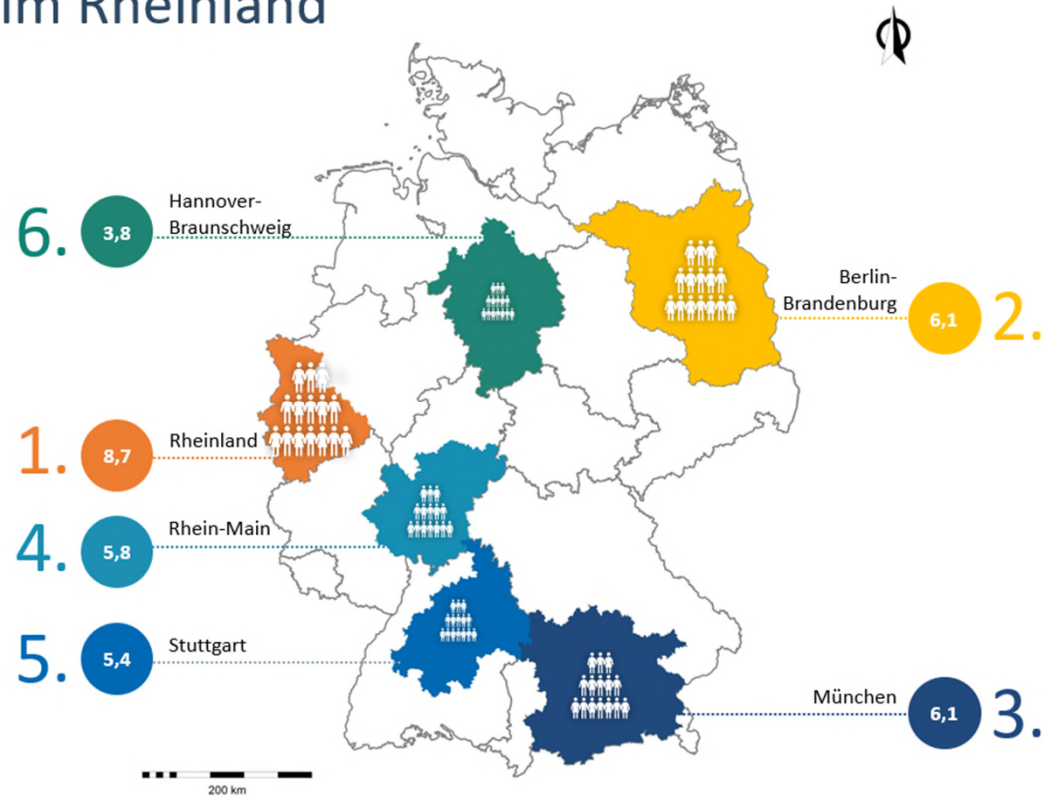 im Rheinland
Hannover-
Braunschweig
6.
3,8
Berlin-
Brandenburg
6,1
2.
1.
8,7
Rheinland
4.
5,8
Rhein-Main
5.
5,4
Stuttgart
München
6,1
3.
200 km